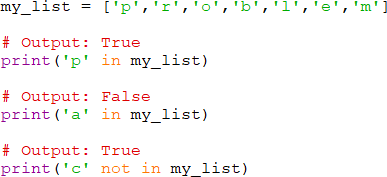 my_list = ['p','r','o','b','l','e','m']
# Output: True
print('p' in my_list)
# Output: False
print('a' in my_list)
# Output: True
print('c' not in my_list)